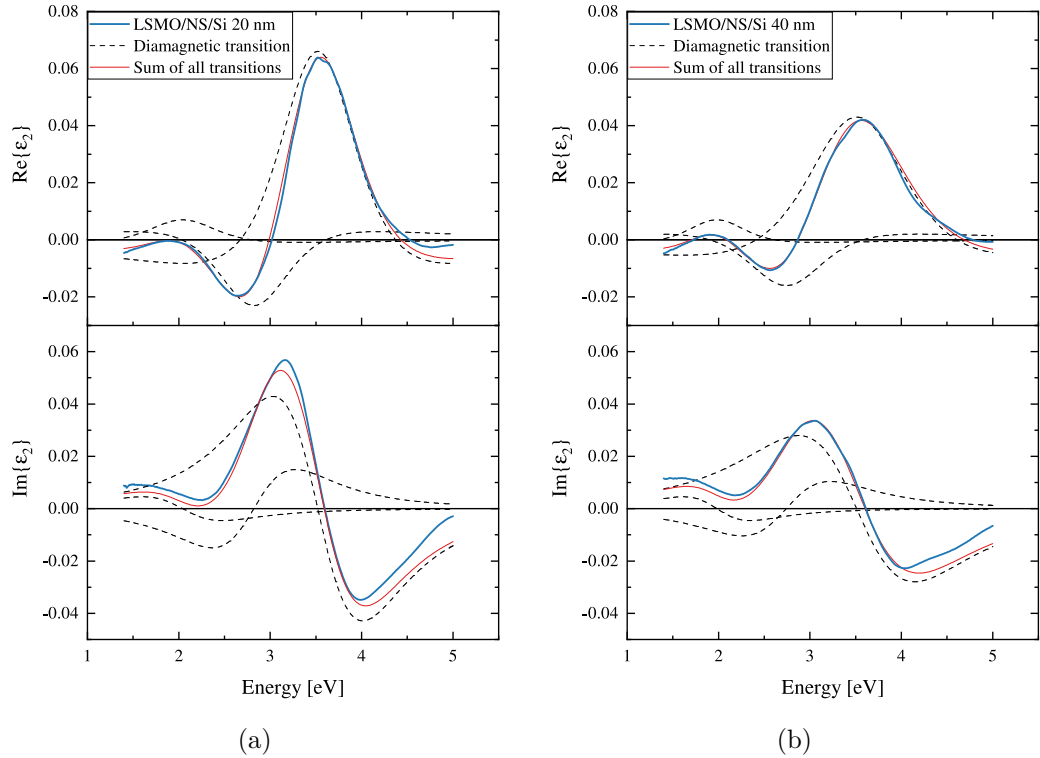 LSMO/NS/Si 20 nm
Diamagnetic transition
Sum of all transitions
Re{ε2}
0.08
0.06
0.04
0.02
0.00
-0.02
Im{ε2}
0.06
0.04
0.02
0.00
-0.02
-0.04
1 2 3 4 5
Energy [eV]
(a)
LSMO/NS/Si 40 nm
Diamagnetic transition
Sum of all transitions
Re{ε2}
0.08
0.06
0.04
0.02
0.00
-0.02
Im{ε2}
0.06
0.04
0.02
0.00
-0.02
-0.04
1 2 3 4 5
Energy [eV]
(b)